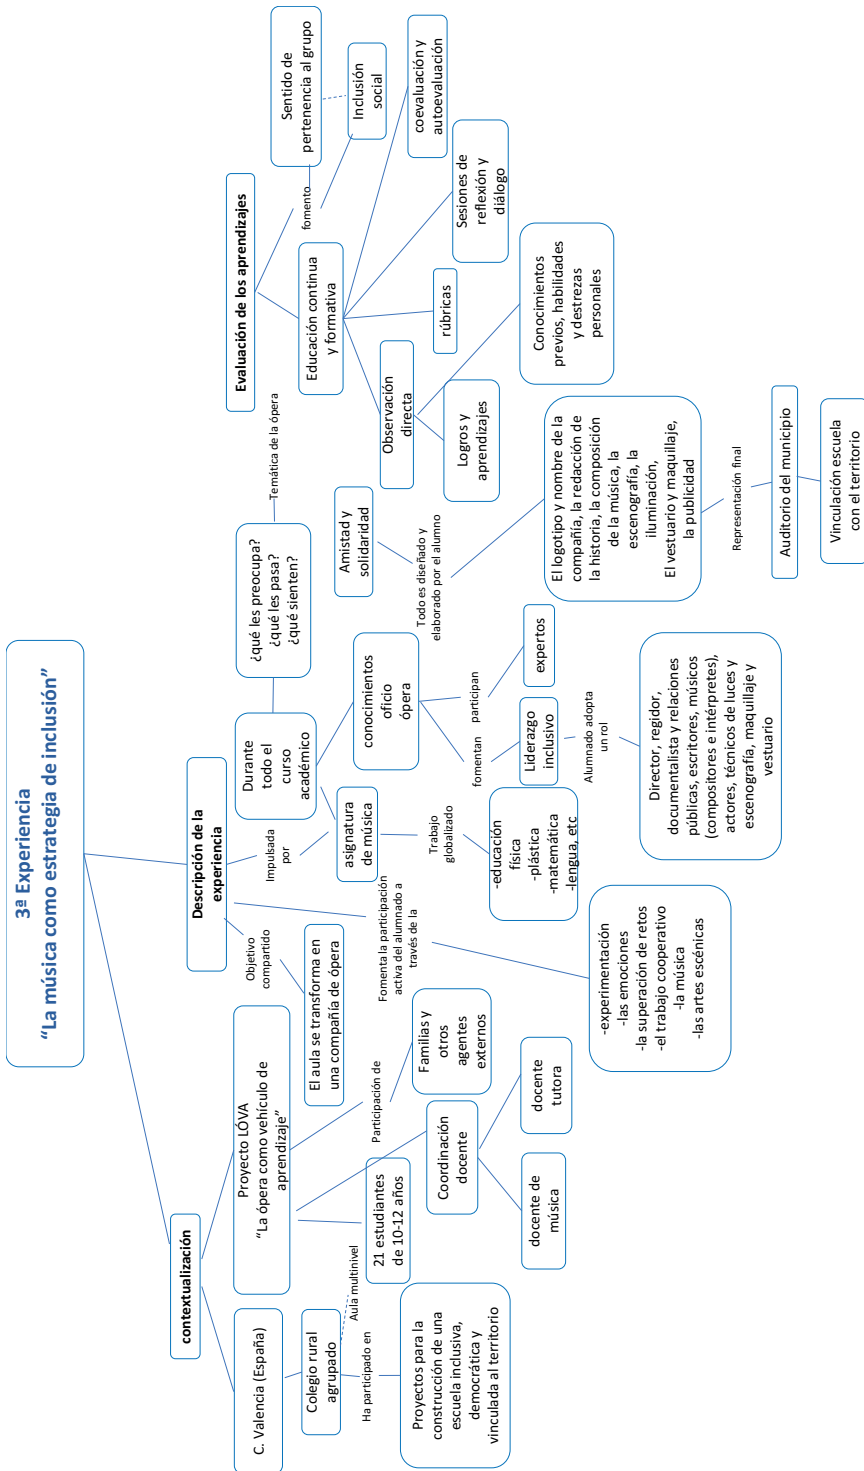 3ª Experiencia
“La música como estrategia de inclusión”
contextualización
C. Valencia (España)
Colegio rural
agrupado
Aula multinivel
Ha participado en
Proyectos para la
construcción de una
escuela inclusiva,
democrática y
vinculada al territorio
Proyecto LÓVA
“La ópera como vehículo de
aprendizaje”
21 estudiantes
de 10-12 años
Participación de
Familias y
otros
agentes
externos
Coordinación
docente
docente de
música
docente
tutora
Descripción de la
experiencia
Objetivo
compartido
El aula se transforma en
una compañía de ópera
Fomenta la participación
activa del alumnado a
través de la
-experimentación
-las emociones
-la superación de retos
-el trabajo cooperativo
-la música
-las artes escénicas
Impulsada
por
asignatura
de música
Trabajo
globalizado
-educación
física
-plástica
-matemática
-lengua, etc
Durante
todo el
curso
académico
conocimientos
oficio
ópera
fomentan
participan
Liderazgo
inclusivo
expertos
Alumnado adopta
un rol
Director, regidor,
documentalista y relaciones
públicas, escritores, músicos
(compositores e intérpretes),
actores, técnicos de luces y
escenografía, maquillaje y
vestuario
¿qué les preocupa?
¿qué les pasa?
¿qué sienten?
Temática de la ópera
Amistad y
solidaridad
Todo es diseñado y
elaborado por el alumno
El logotipo y nombre de la
compañía, la redacción de
la historia, la composición
de la música, la
escenografía, la
iluminación,
El vestuario y maquillaje,
la publicidad
Representación final
Auditorio del municipio
Vinculación escuela
con el territorio
Evaluación de los aprendizajes
Educación continua
y formativa
fomento
Sentido de
pertenencia al grupo
Inclusión
social
Observación
directa
Logros y
aprendizajes
Conocimientos
previos, habilidades
y destrezas
personales
rúbricas
Sesiones de
reflexión y
diálogo
coevaluación y
autoevaluación